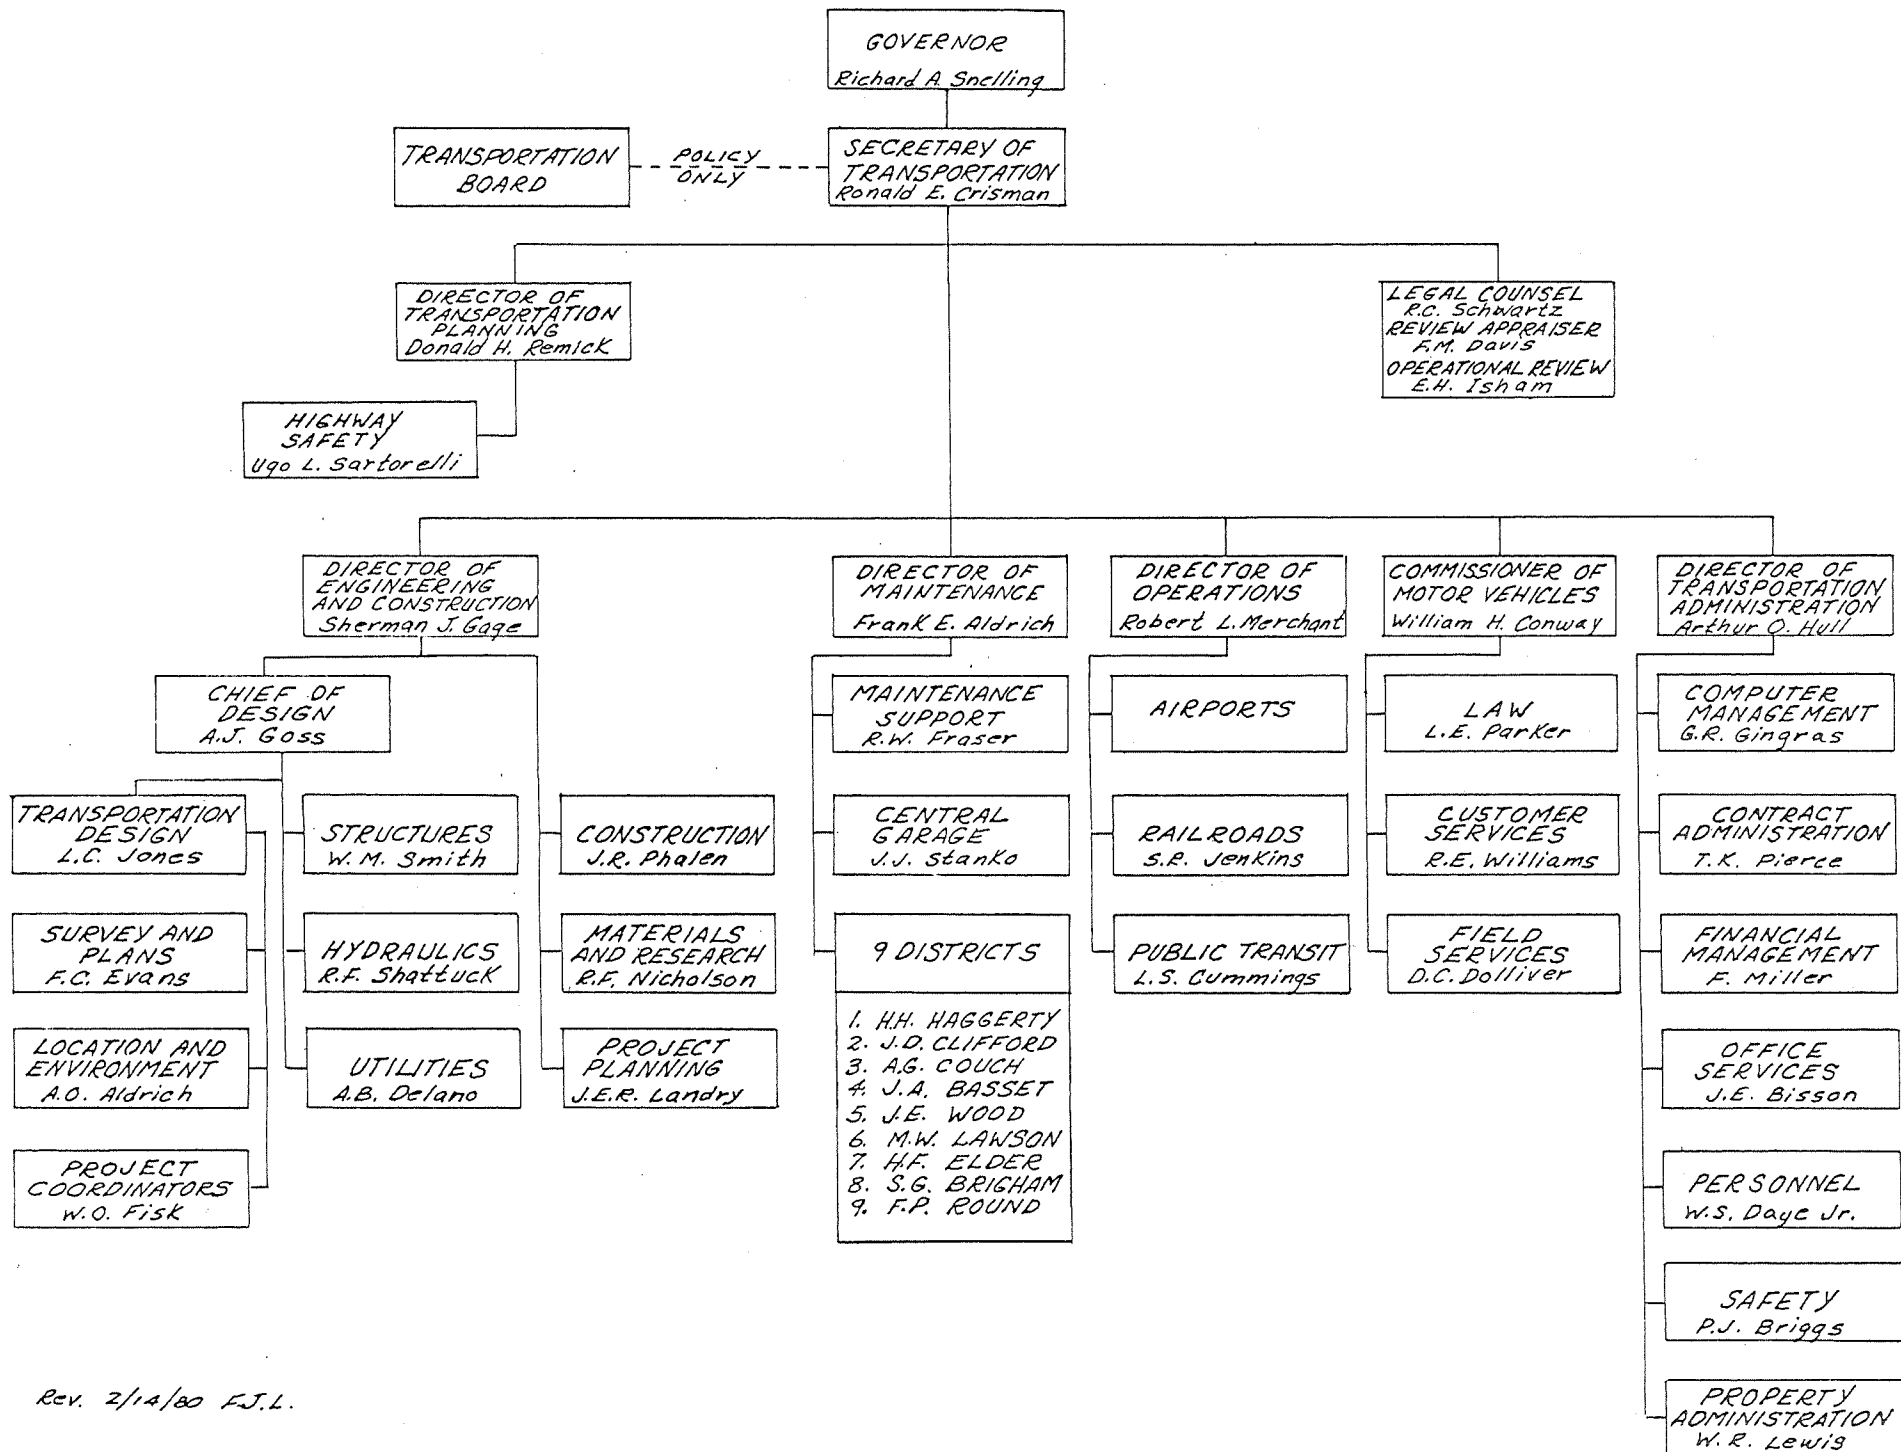 GOVERNOR
Richard A. Snelling
TRANSPORTATION
BOARD
POLICY
ONLY
SECRETARY OF
TRANSPORTATION
Ronald E. Crisman
DIRECTOR OF
TRANSPORTATION
PLANNING
Donald H. Remick
LEGAL COUNSEL
R.C. Schwartz
REVIEW APPRAISER
F.M. Davis
OPERATIONAL REVIEW
E.H. Isham
HIGHWAY
SAFETY
Ugo L. Sartorelli
DIRECTOR OF
ENGINEERING
AND CONSTRUCTION
Sherman J. Gage
DIRECTOR OF
MAINTENANCE
Frank E. Aldrich
DIRECTOR OF
OPERATIONS
Robert L. Merchant
COMMISSIONER OF
MOTOR VEHICLES
William H. Conway
DIRECTOR OF
TRANSPORTATION
ADMINISTRATION
Arthur O. Hull
CHIEF OF
DESIGN
A.J. Goss
MAINTENANCE
SUPPORT
R.W. Fraser
AIRPORTS
LAW
L.E. Parker
COMPUTER
MANAGEMENT
G.R. Gingras
TRANSPORTATION
DESIGN
L.C. Jones
STRUCTURES
W.M. Smith
CONSTRUCTION
J.R. Phalen
CENTRAL
GARAGE
J.J. Stanko
RAILROADS
S.R. Jenkins
CUSTOMER
SERVICES
R.E. Williams
CONTRACT
ADMINISTRATION
T.K. Pierce
SURVEY AND
PLANS
F.C. Evans
HYDRAULICS
R.F. Shattuck
MATERIALS
AND RESEARCH
R.F. Nicholson
9 DISTRICTS
PUBLIC TRANSIT
L.S. Cummings
FIELD
SERVICES
D.C. Dolliver
FINANCIAL
MANAGEMENT
F. Miller
LOCATION AND
ENVIRONMENT
A.O. Aldrich
UTILITIES
A.B. Delano
PROJECT
PLANNING
J.E.R. Landry
1. H.H. HAGGERTY
2. J.D. CLIFFORD
3. A.G. COUCH
4. J.A. BASSET
5. J.E. WOOD
6. M.W. LAWSON
7. H.F. ELDER
8. S.G. BRIGHAM
9. F.P. ROUND
OFFICE
SERVICES
J.E. Bisson
PROJECT
COORDINATORS
W.O. Fisk
PERSONNEL
W.S. Daye Jr.
SAFETY
P.J. Briggs
PROPERTY
ADMINISTRATION
W.R. Lewis
Rev. 2/14/80 F.J.L.